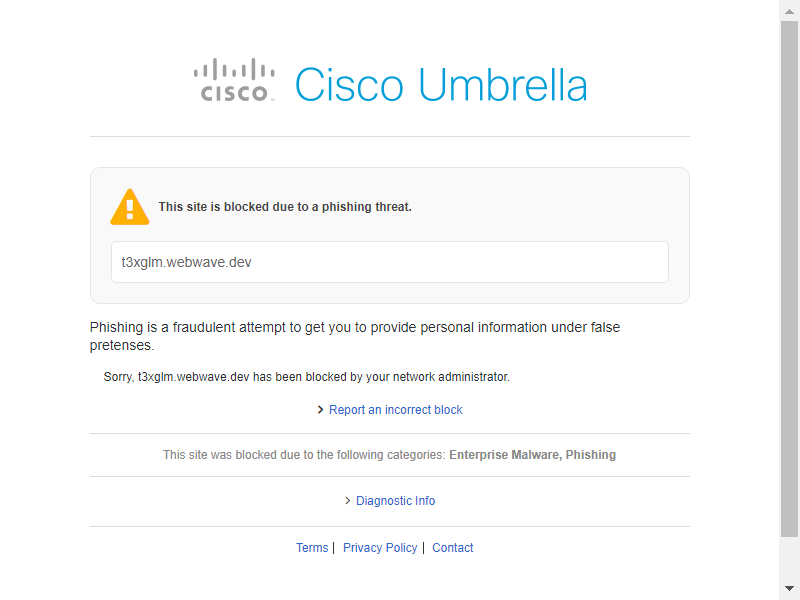 CISCO Cisco Umbrella
This site is blocked due to a phishing threat.
t3xglm.webwave.dev
Phishing is a fraudulent attempt to get you to provide personal information under false
pretenses.
Sorry, t3xglm.webwave.dev has been blocked by your network administrator.
Report an incorrect block
This site was blocked due to the following categories: Enterprise Malware, Phishing
Diagnostic Info
Terms | Privacy Policy | Contact